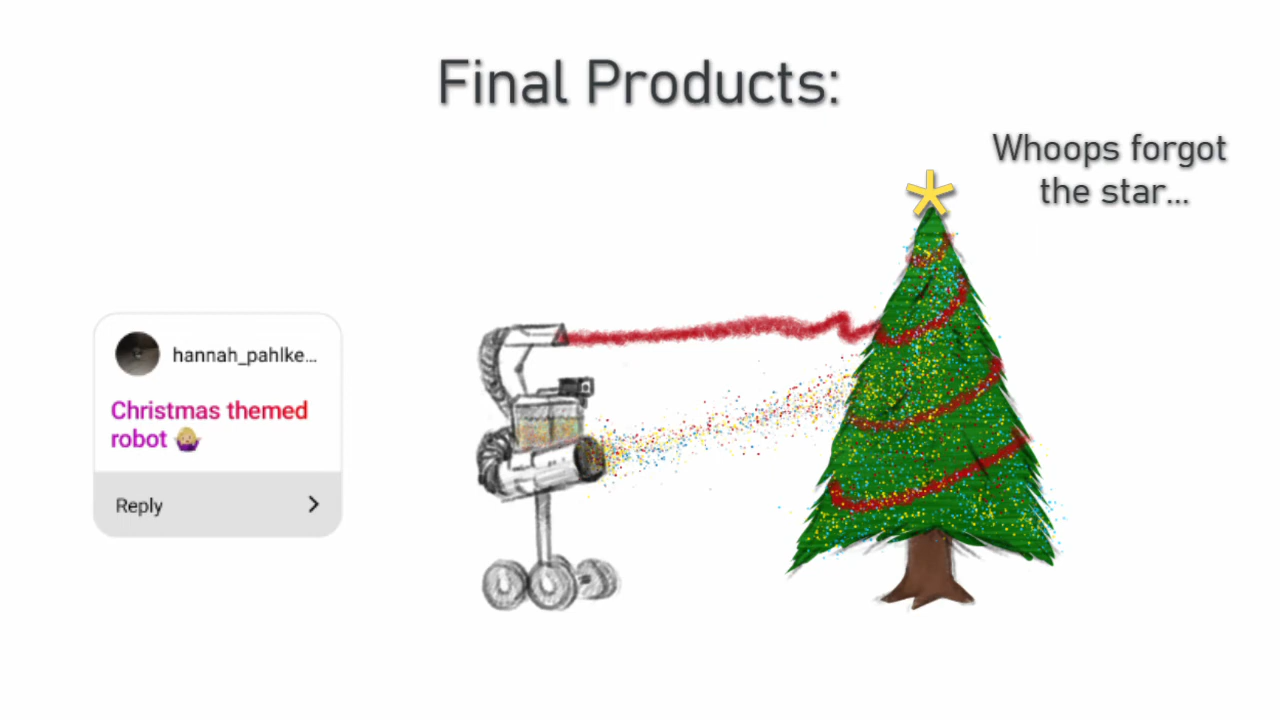 Final Products:
Whoops forgot
the star...
hannah_pahlke...
Christmas themed
robot 🤷🏼‍♀️
Reply